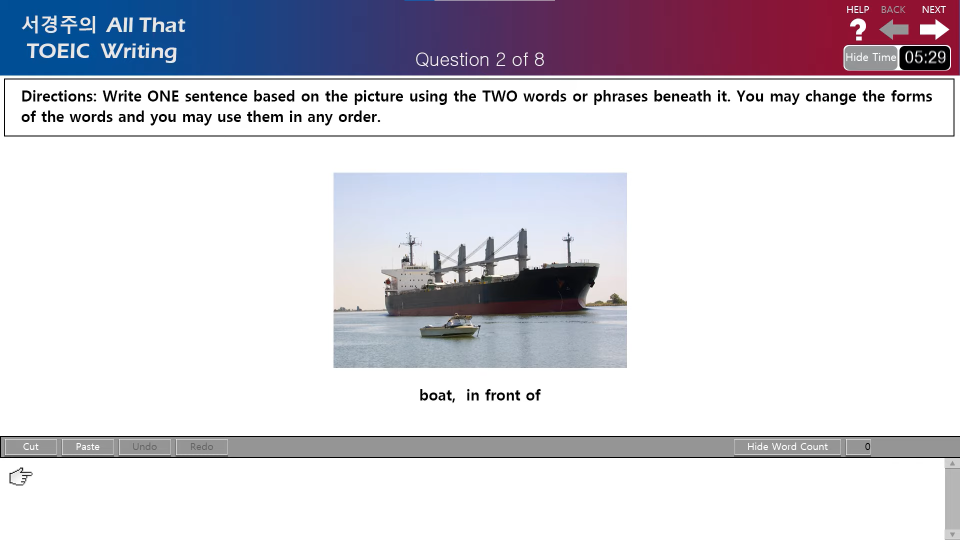 서경주의 All That
TOEIC Writing
Question 2 of 8
HELP BACK NEXT
?
Hide Time 05:29
Directions: Write ONE sentence based on the picture using the TWO words or phrases beneath it. You may change the forms
of the words and you may use them in any order.
boat, in front of
Cut Paste Undo Redo Hide Word Count 0